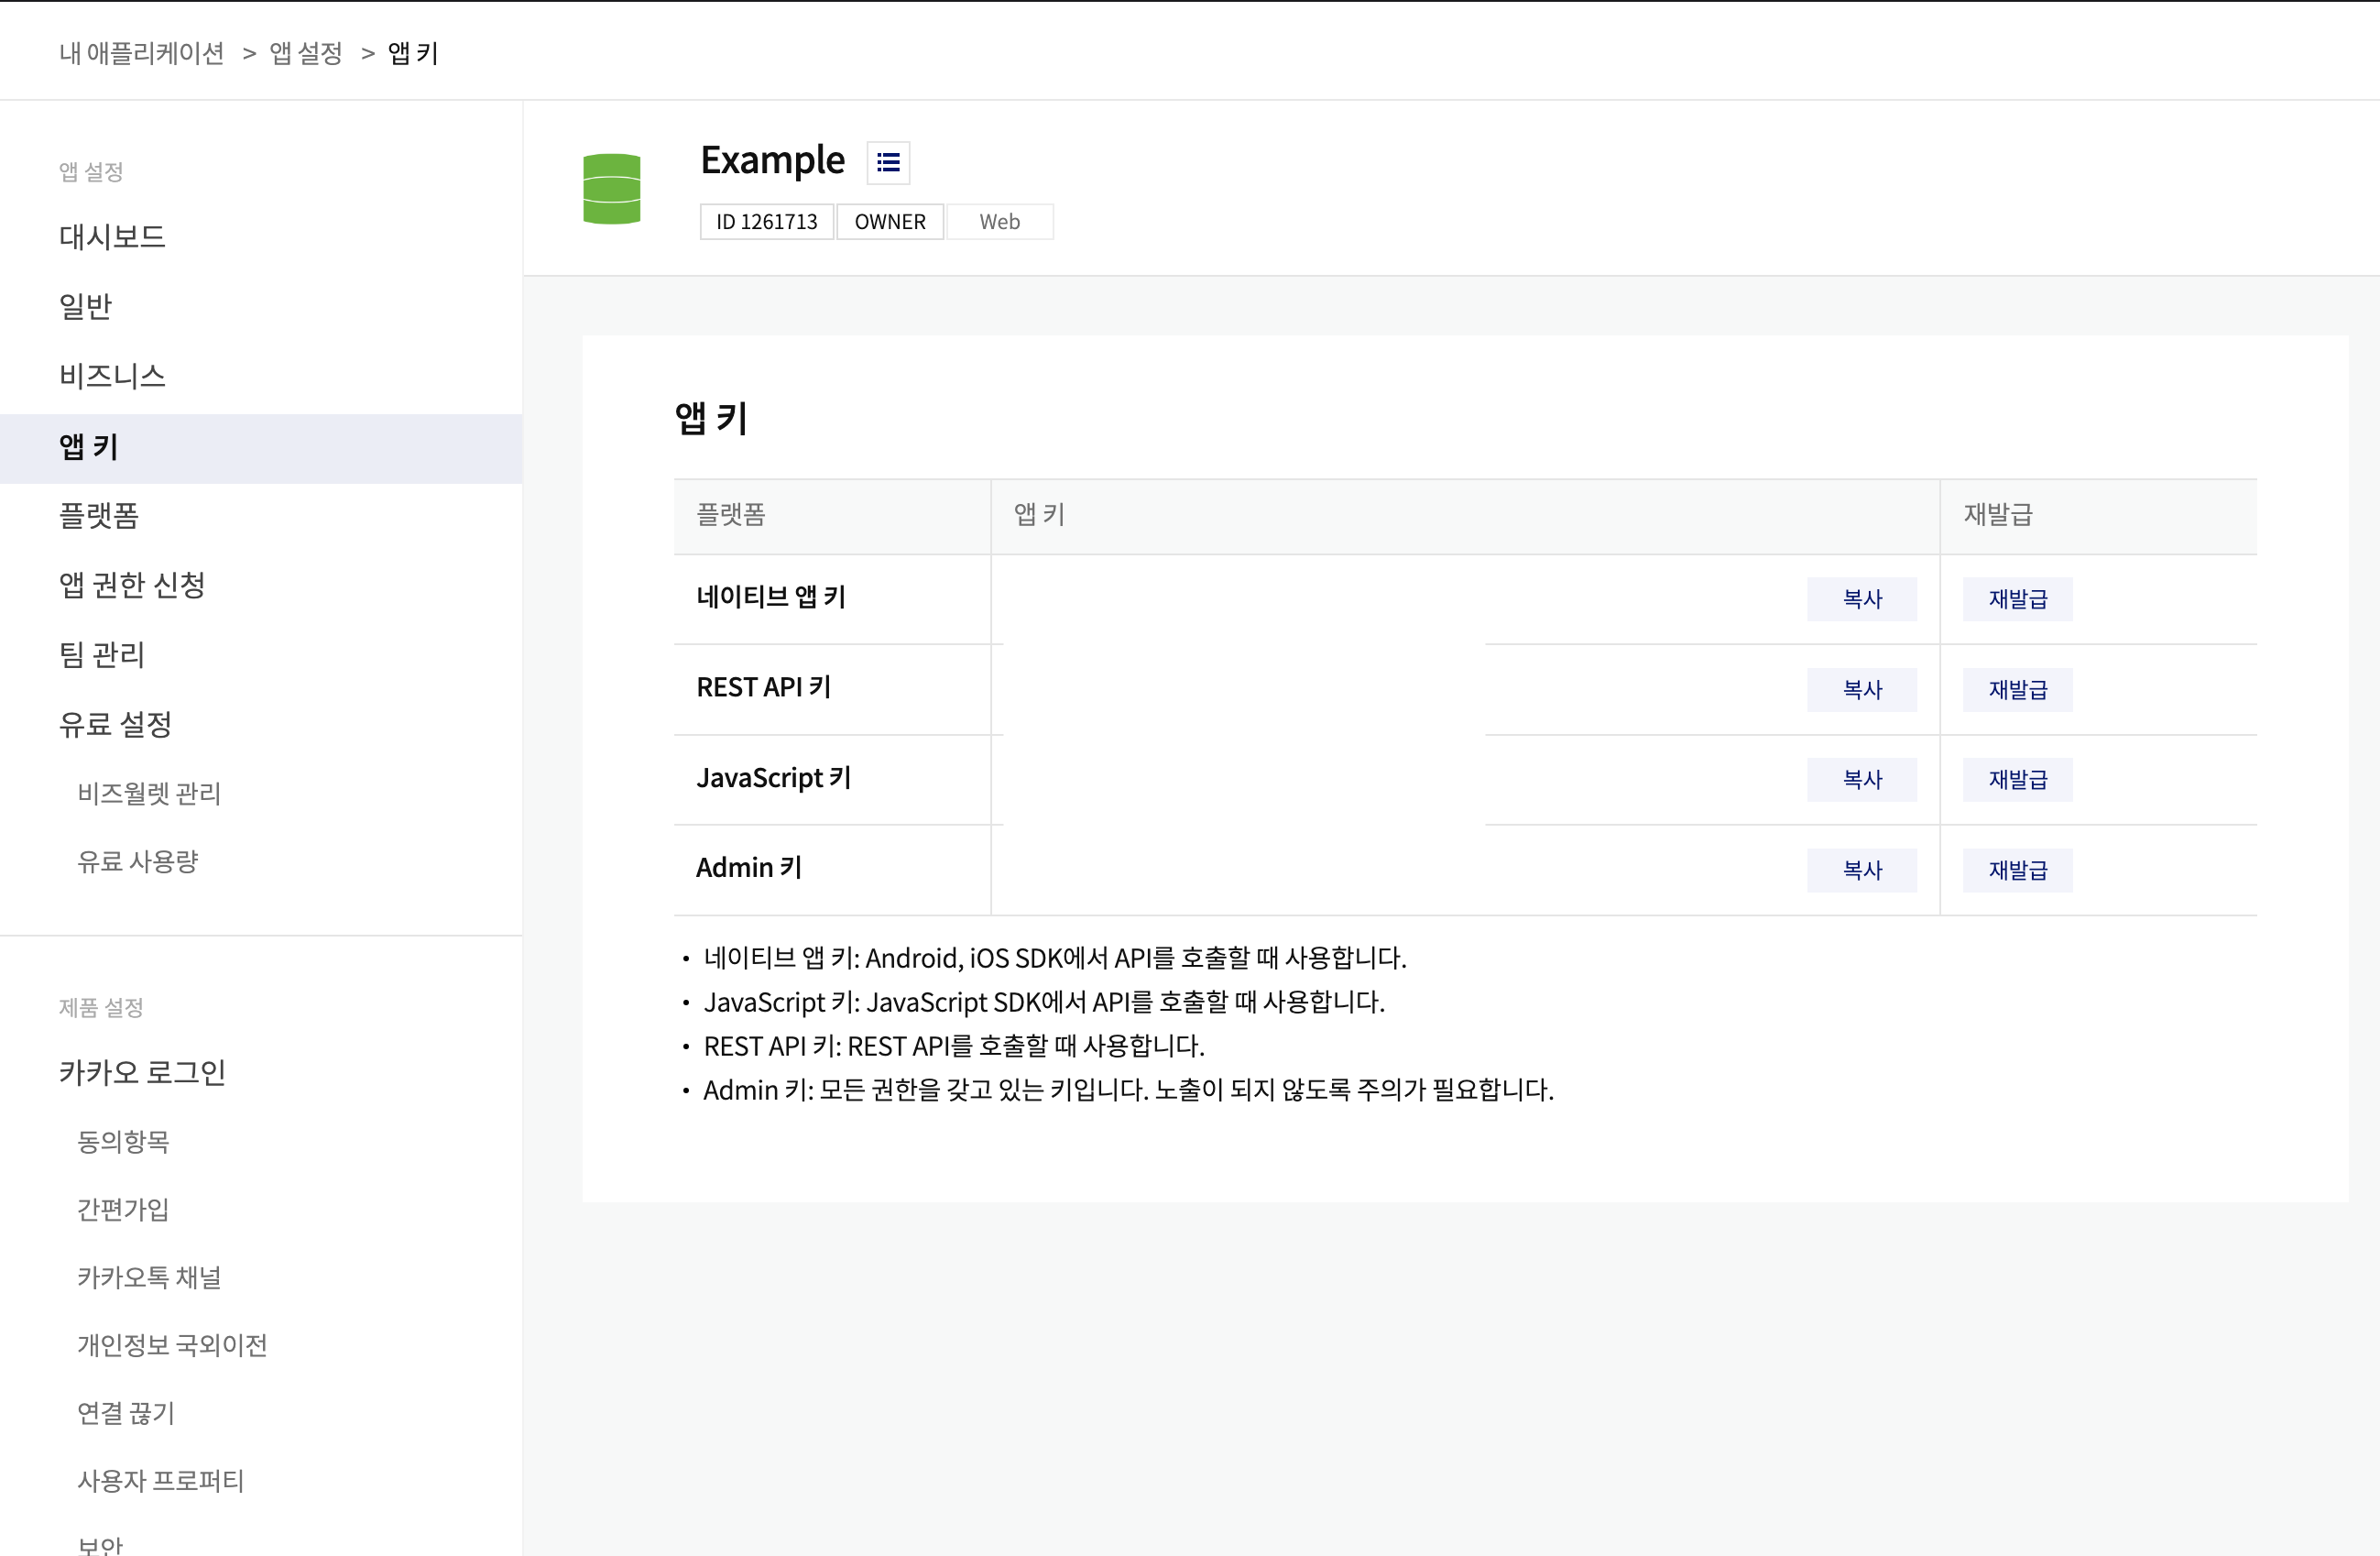 내 애플리케이션 > 앱 설정 > 앱 키
앱 설정
대시보드
일반
비즈니스
앱 키
플랫폼
앱 권한 신청
팀 관리
유료 설정
비즈월렛 관리
유료 사용량
제품 설정
카카오 로그인
동의항목
간편가입
카카오톡 채널
개인정보 국외이전
연결 끊기
사용자 프로퍼티
보안
Example
ID 1261713 OWNER Web
앱 키
플랫폼 앱 키 재발급
네이티브 앱 키 복사 재발급
REST API 키 복사 재발급
JavaScript 키 복사 재발급
Admin 키 복사 재발급
• 네이티브 앱 키: Android, iOS SDK에서 API를 호출할 때 사용합니다.
• JavaScript 키: JavaScript SDK에서 API를 호출할 때 사용합니다.
• REST API 키: REST API를 호출할 때 사용합니다.
• Admin 키: 모든 권한을 갖고 있는 키입니다. 노출이 되지 않도록 주의가 필요합니다.